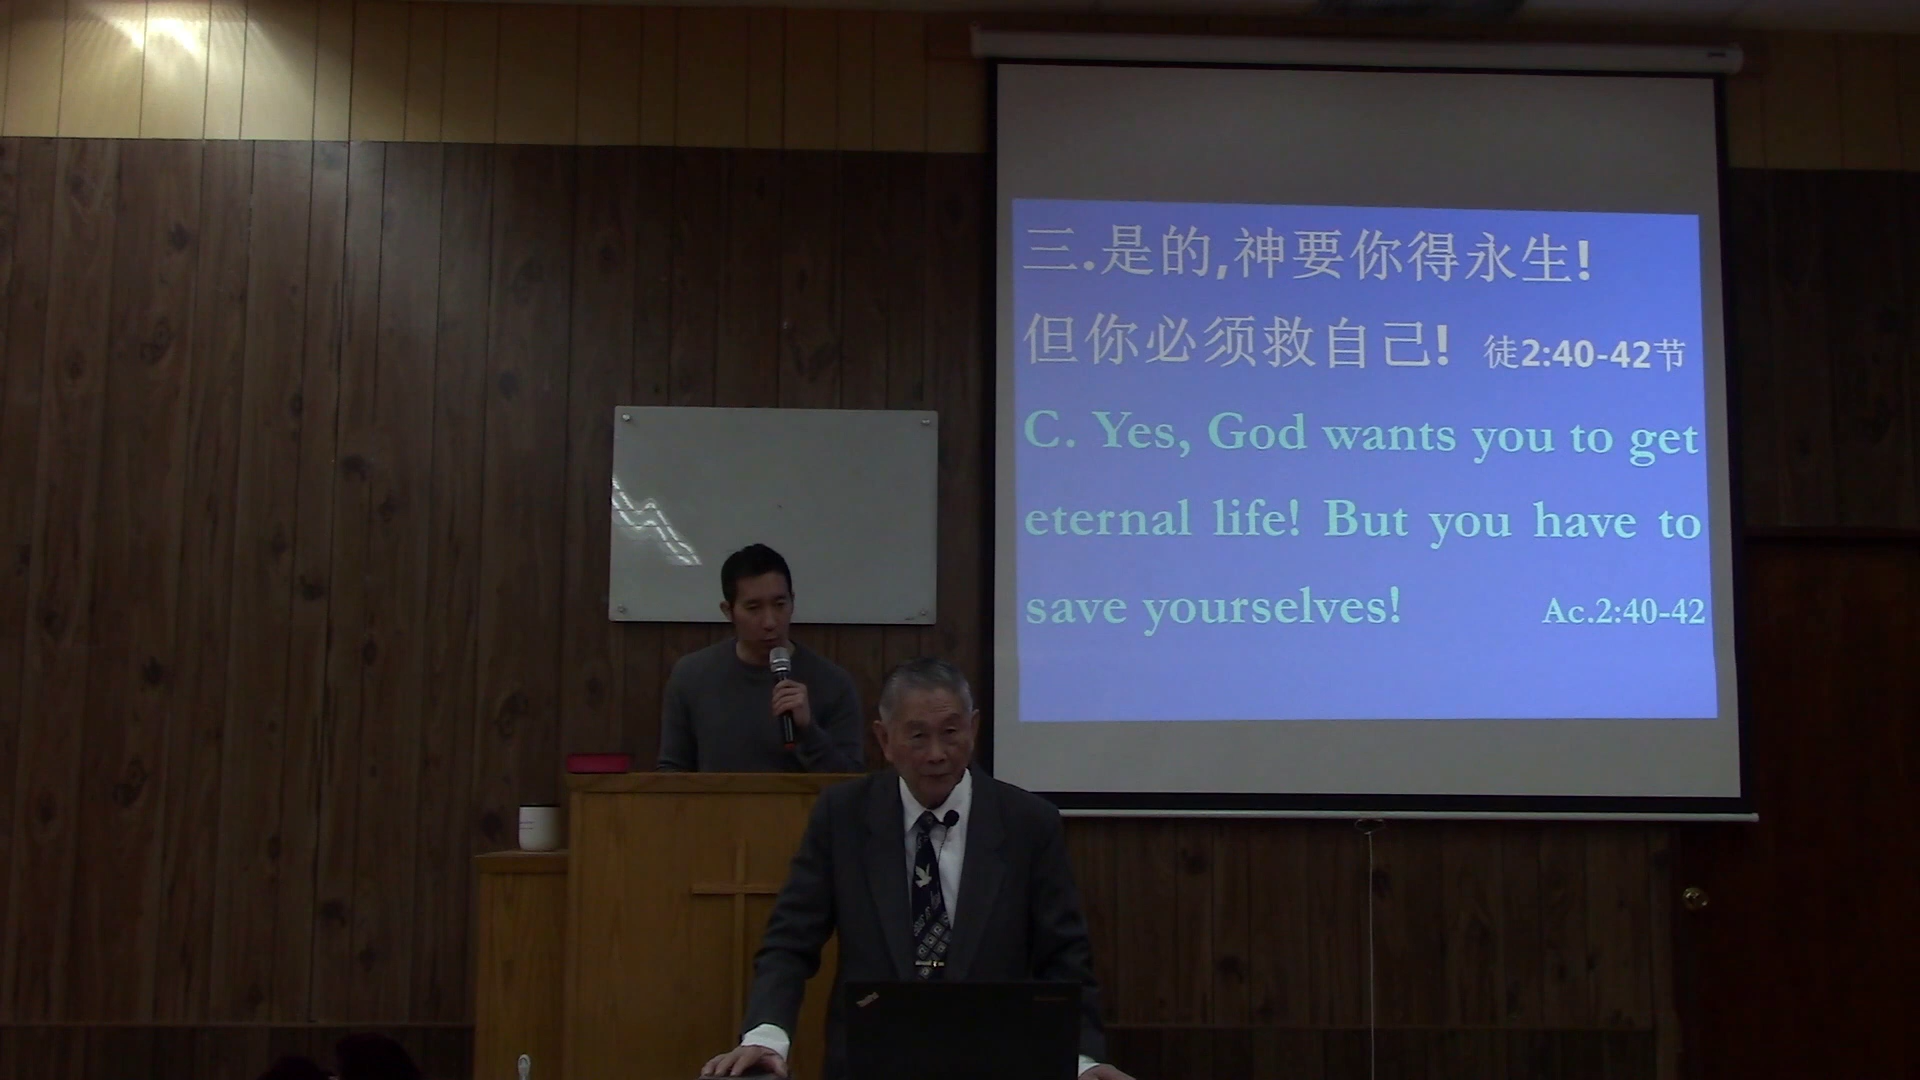 三.是的,神要你得永生!
但你必须救自己! 徒2:40-42节
C. Yes, God wants you to get
eternal life! But you have to
save yourselves! Ac.2:40-42
ThinkPad